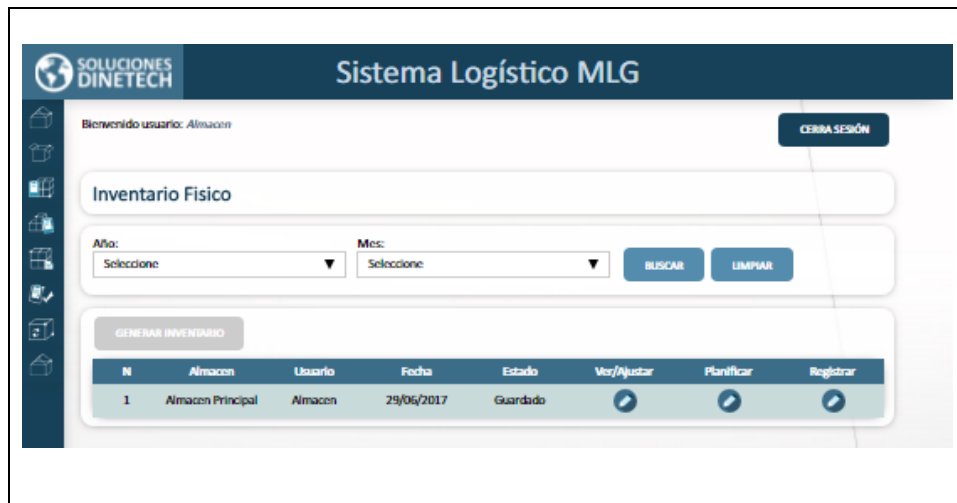 SOLUCIONES
DINETECH
Sistema Logístico MLG
Bienvenido usuario: Almacen
CERRA SESIÓN
Inventario Fisico
Año:
Mes:
Seleccione
Seleccione
BUSCAR
LIMPIAR
GENERAR INVENTARIO
N Almacen Usuario Fecha Estado Ver/Ajustar Planificar Registrar
1 Almacen Principal Almacen 29/06/2017 Guardado